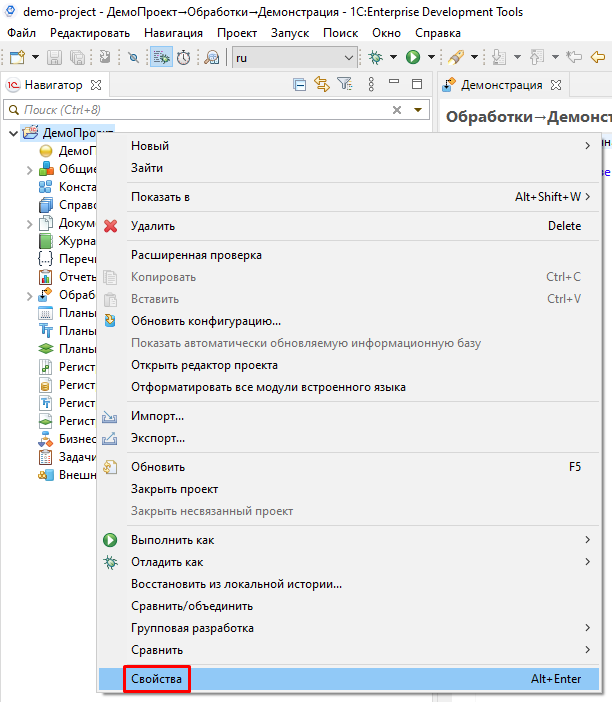 demo-project - ДемоПроект→Обработки→Демонстрация - 1C:Enterprise Development Tools
Файл Редактировать Навигация Проект Запуск Поиск Окно Справка
ru
Навигатор
Демонстрация
Поиск (Ctrl+8)
Обработки→Демонс
ДемоПроект
ДемоП
Общие
Конста
Справо
Докум
Журна
Перечи
Отчеть
Обраб
Планы
Планы
Планы
Регист
Регист
Регист
Регист
Бизнес
Задачи
Внешн
Новый
Зайти
Показать в Alt+Shift+W
Удалить Delete
Расширенная проверка
Копировать Ctrl+C
Вставить Ctrl+V
Обновить конфигурацию...
Показать автоматически обновляемую информационную базу
Открыть редактор проекта
Отформатировать все модули встроенного языка
Импорт...
Экспорт...
Обновить F5
Закрыть проект
Закрыть несвязанный проект
Выполнить как
Отладить как
Восстановить из локальной истории...
Сравнить/объединить
Групповая разработка
Сравнить
Свойства Alt+Enter